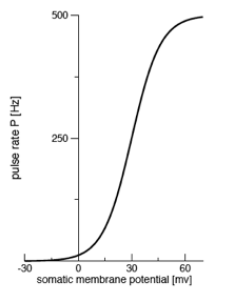 500
250
pulse rate P [Hz]
-30 0 30 60
somatic membrane potential [mv]